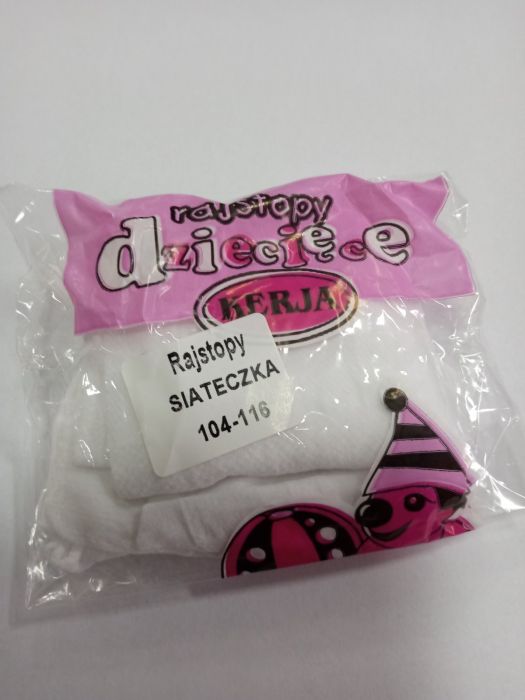 rajstopy
dziecięce
KERJA
Rajstopy
SIATECZKA
104-116